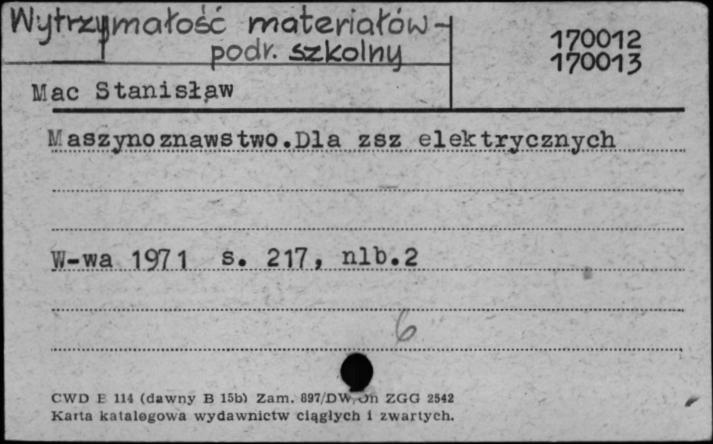 Wytrzymałość materiałów -
podr. szkolny
170012
170013
Mac Stanisław
Maszynoznawstwo.Dla zsz elektrycznych
W-wa 1971 s. 217, nlb.2
6
CWD E 114 (dawny B 15b) Zam. 897/DW/Un ZGG 2542
Karta katalogowa wydawnictw ciągłych i zwartych.